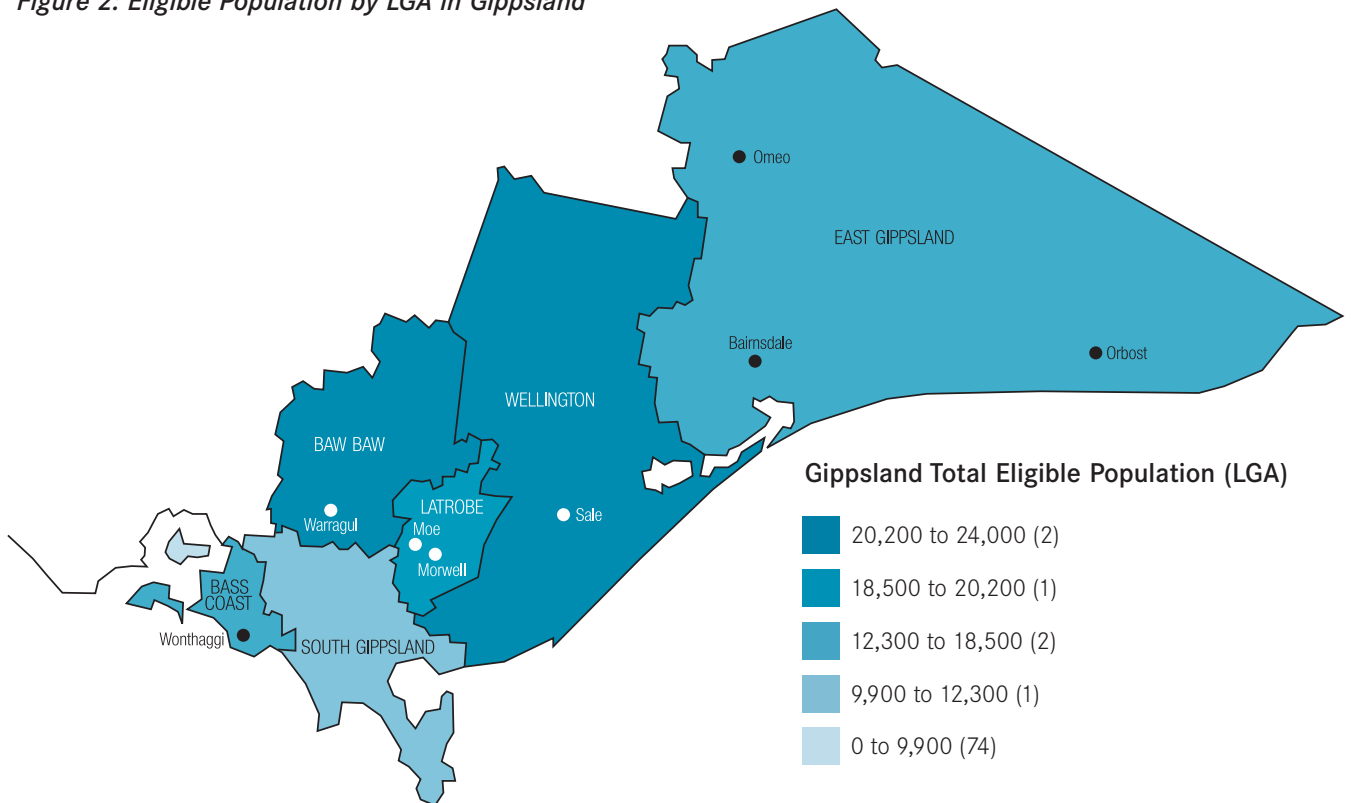 Figure 2. Eligible Population by LGA in Gippsland
Omeo
EAST GIPPSLAND
Bairnsdale
Orbost
WELLINGTON
BAW BAW
LATROBE
Warragul
Moe
Sale
Morwell
BASS
COAST
Wonthaggi
SOUTH GIPPSLAND
Gippsland Total Eligible Population (LGA)
20,200 to 24,000 (2)
18,500 to 20,200 (1)
12,300 to 18,500 (2)
9,900 to 12,300 (1)
0 to 9,900 (74)